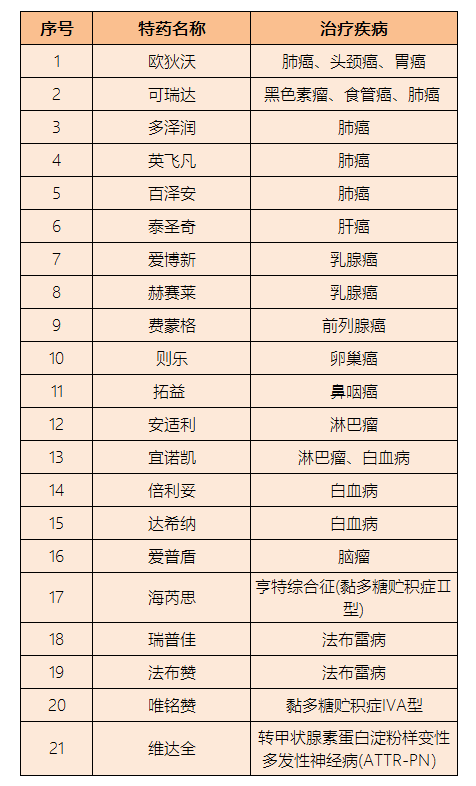 序号 特药名称 治疗疾病
1 欧狄沃 肺癌、头颈癌、胃癌
2 可瑞达 黑色素瘤、食管癌、肺癌
3 多泽润 肺癌
4 英飞凡 肺癌
5 百泽安 肺癌
6 泰圣奇 肝癌
7 爱博新 乳腺癌
8 赫赛莱 乳腺癌
9 费蒙格 前列腺癌
10 则乐 卵巢癌
11 拓益 鼻咽癌
12 安适利 淋巴瘤
13 宜诺凯 淋巴瘤、白血病
14 倍利妥 白血病
15 达希纳 白血病
16 爱普盾 脑瘤
17 海芮思 亨特综合征(黏多糖贮积症Ⅱ
型)
18 瑞普佳 法布雷病
19 法布赞 法布雷病
20 唯铭赞 黏多糖贮积症IVA型
21 维达全 转甲状腺素蛋白淀粉样变性
多发性神经病(ATTR-PN)